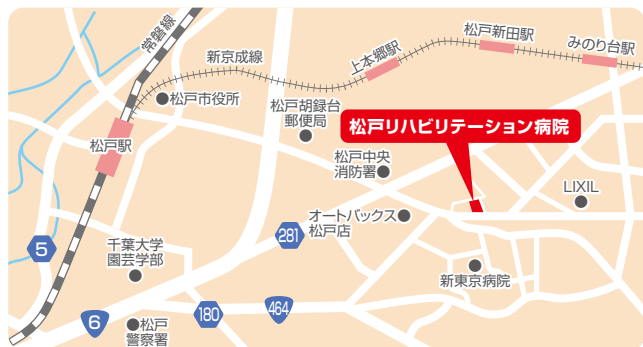 常磐線
新京成線
上本郷駅
松戸新田駅
みのり台駅
松戸市役所
松戸胡録台
郵便局
松戸リハビリテーション病院
松戸駅
松戸中央
消防署
LIXIL
オートバックス
松戸店
281
5
千葉大学
園芸学部
新東京病院
6
180
464
松戸
警察署